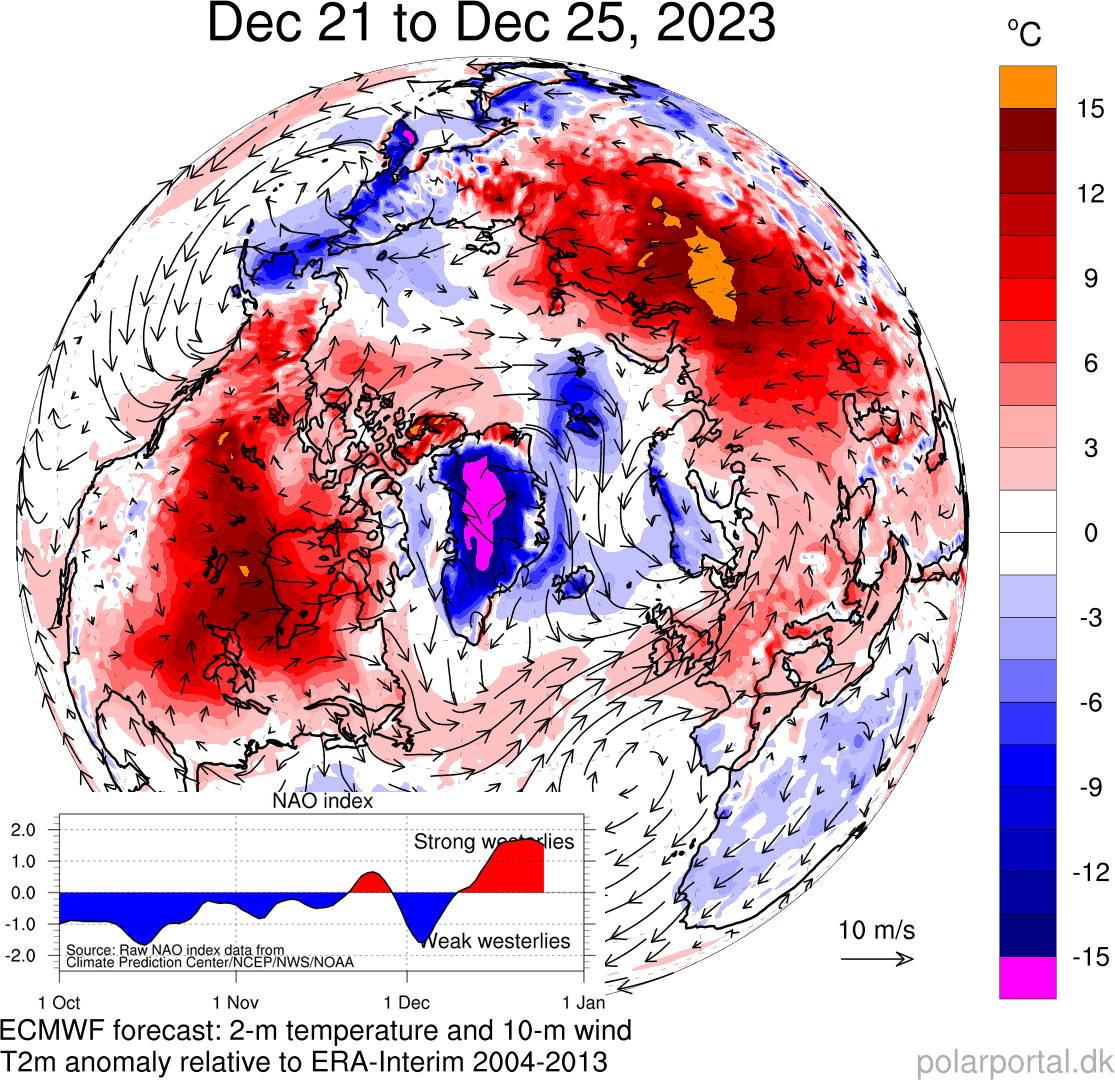 Dec 21 to Dec 25, 2023
oC
15
12
9
6
3
0
-3
-6
-9
-12
-15
10 m/s
NAO index
2.0
1.0
0.0
-1.0
-2.0
Strong westerlies
Weak westerlies
Source: Raw NAO index data from
Climate Prediction Center/NCEP/NWS/NOAA
1 Oct
1 Nov
1 Dec
1 Jan
ECMWF forecast: 2-m temperature and 10-m wind
T2m anomaly relative to ERA-Interim 2004-2013
polarportal.dk